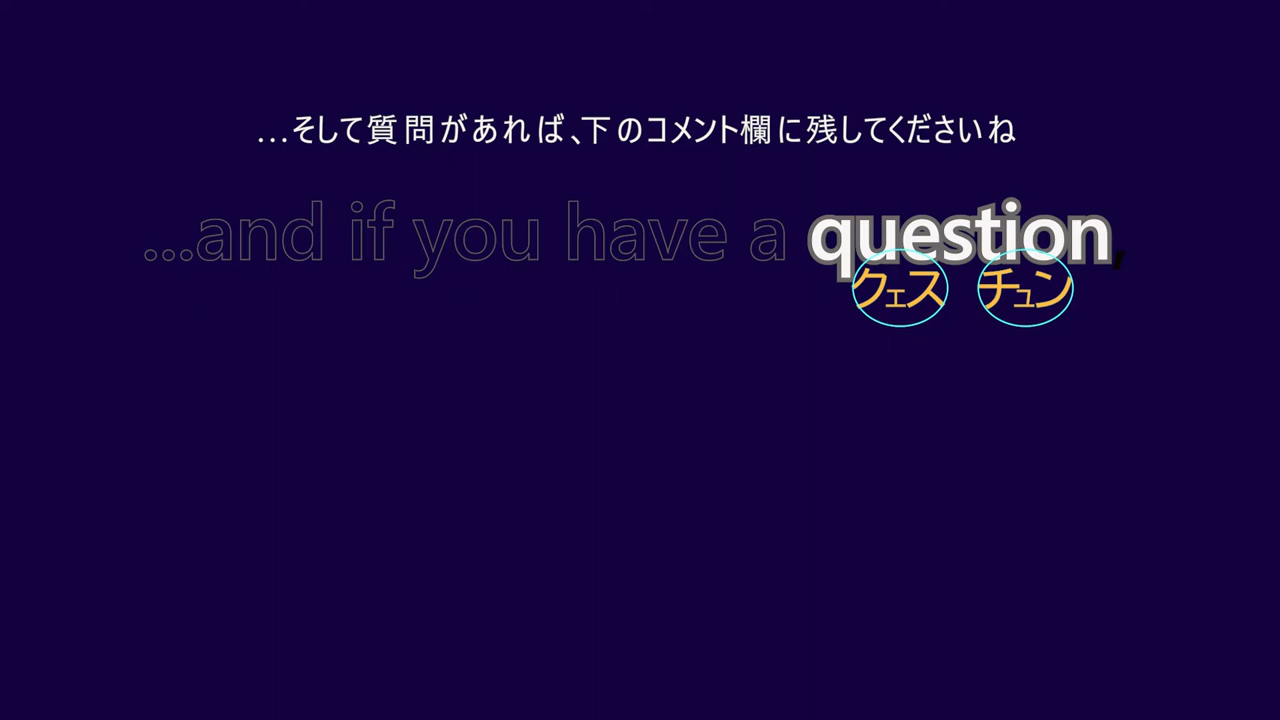 ...そして質問があれば、下のコメント欄に残してくださいね
...and if you have a question,
クェス チュン